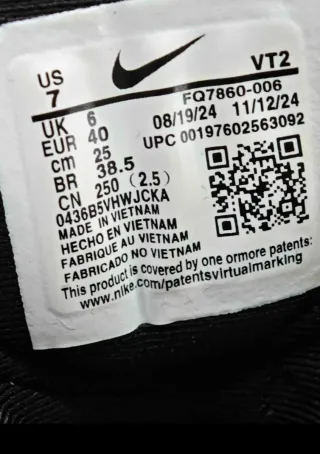 US 7 VT2
UK 6 FQ7860-006
EUR 40 08/19/24 11/12/24
cm 25 UPC 00197602563092
BR 38.5
CN 250 (2.5)
0436B5VHWJCKA
MADE IN VIETNAM
HECHO EN VIETNAM
FABRIQUE AU VIETNAM
FABRICADO NO VIETNAM
This product is covered by one ormore patents:
www.nike.com/patentsvirtualmarking